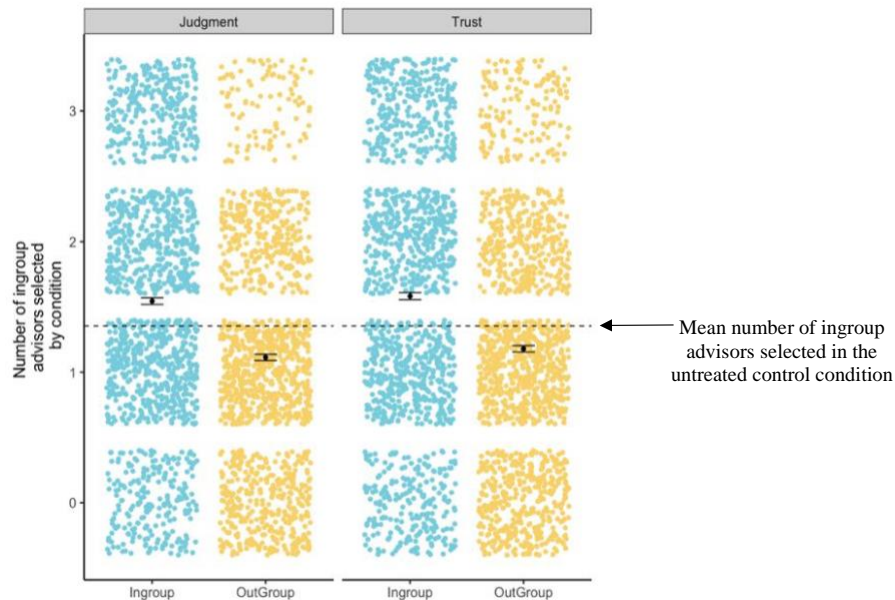 Judgment
Trust
3
2
1
0
Number of ingroup
advisors selected
by condition
Mean number of ingroup
advisors selected in the
untreated control condition
Ingroup
OutGroup
Ingroup
OutGroup